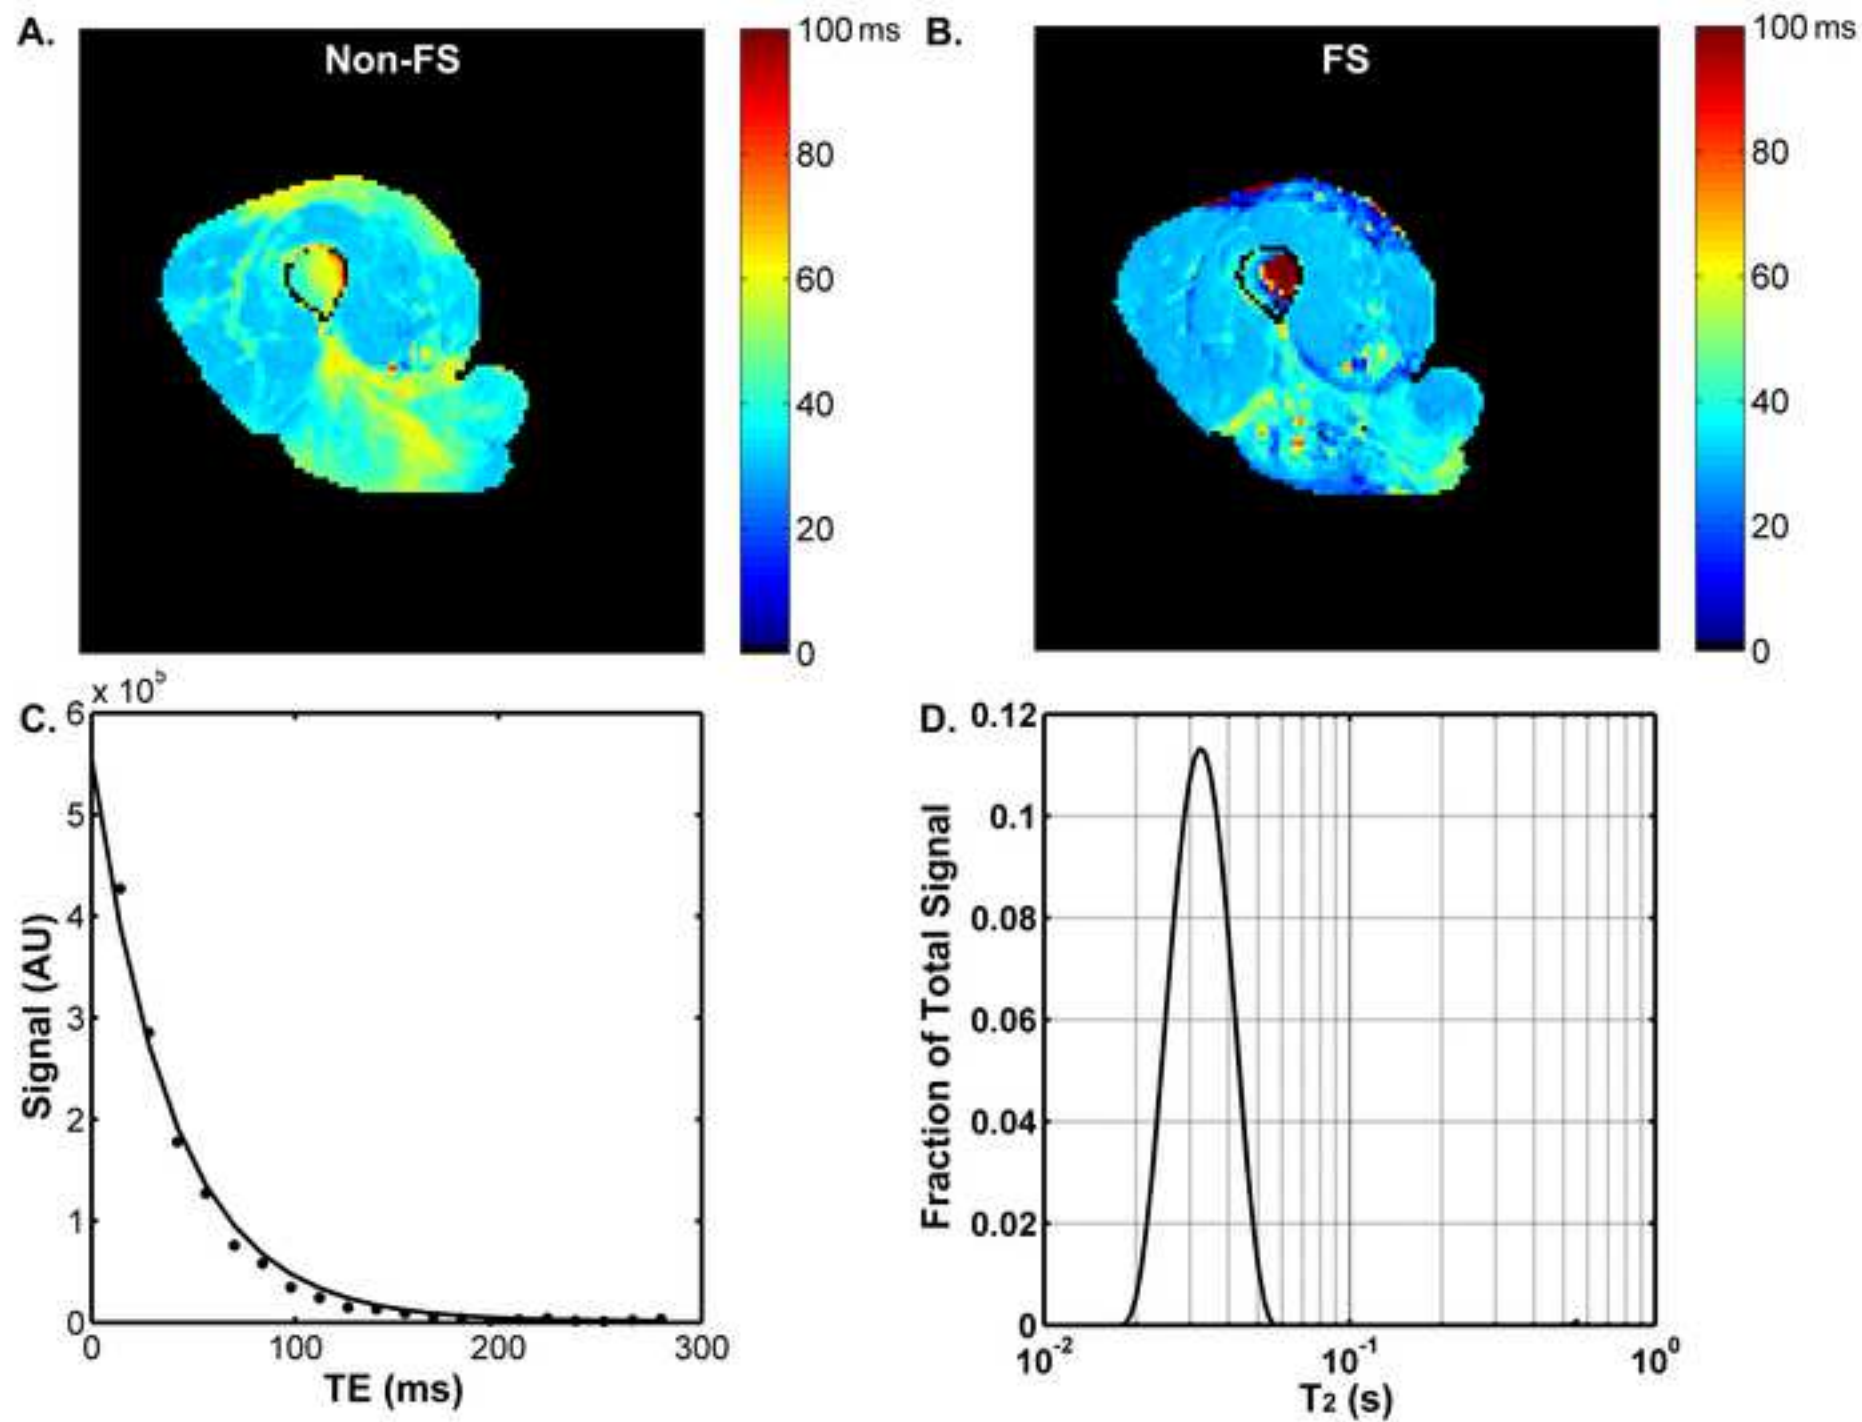 A.
Non-FS
100 ms
80
60
40
20
0
B.
FS
100 ms
80
60
40
20
0
C.
x 10⁵
6
5
4
3
2
1
0
0 100 200 300
Signal (AU)
TE (ms)
D.
0.12
0.1
0.08
0.06
0.04
0.02
0
10⁻² 10⁻¹ 10⁰
Fraction of Total Signal
T₂ (s)